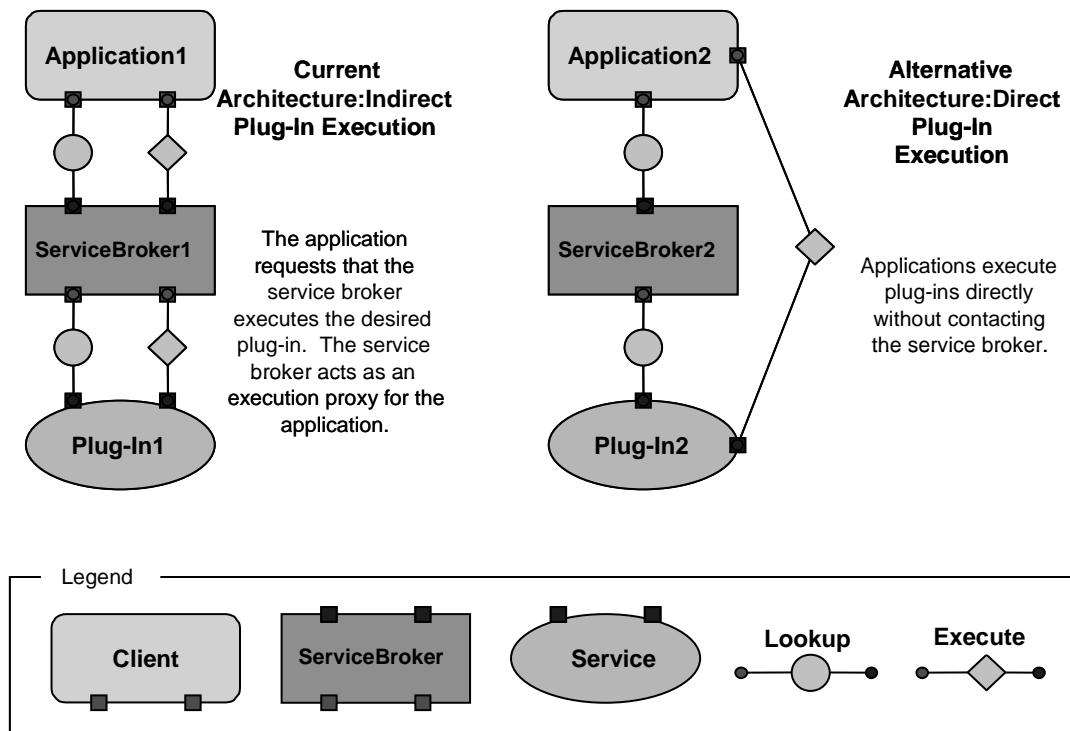 Application1
Current
Architecture:Indirect
Plug-In Execution
ServiceBroker1
The application
requests that the
service broker
executes the desired
plug-in.  The service
broker acts as an
execution proxy for the
application.
Plug-In1
Application2
Alternative
Architecture:Direct
Plug-In
Execution
ServiceBroker2
Applications execute
plug-ins directly
without contacting
the service broker.
Plug-In2
Legend
Client
ServiceBroker
Service
Lookup
Execute